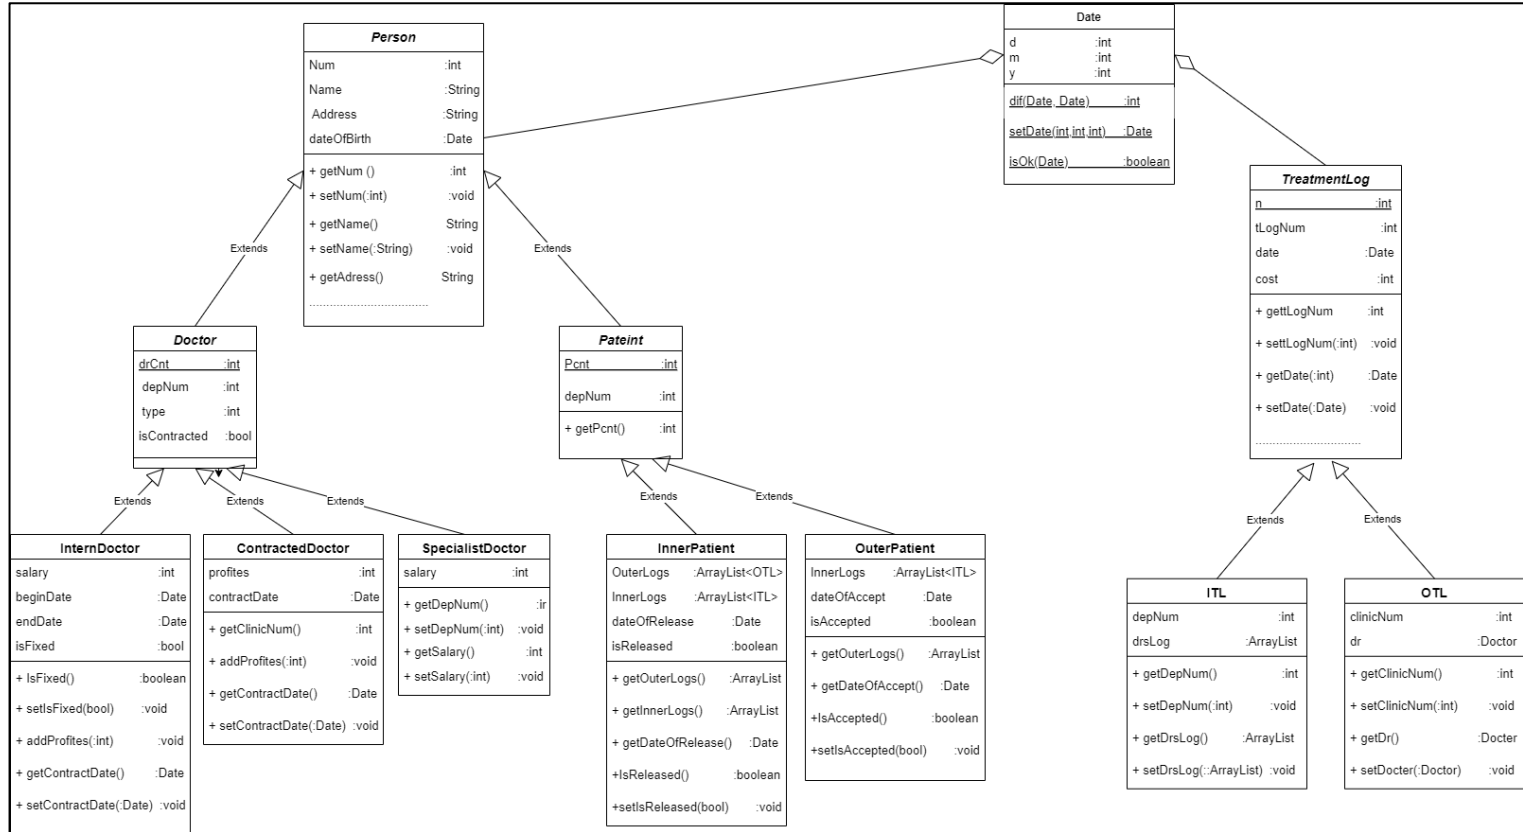 Person
Num :int
Name :String
Address :String
dateOfBirth :Date
+ getNum () :int
+ setNum(:int) :void
+ getName() String
+ setName(:String) :void
+ getAdress() String
....................................
Date
d :int
m :int
y :int
dif(Date, Date) :int
setDate(int,int,int) :Date
isOk(Date) :boolean
TreatmentLog
n :int
tLogNum :int
date :Date
cost :int
+ gettLogNum :int
+ settLogNum(:int) :void
+ getDate(:int) :Date
+ setDate(:Date) :void
................................
Extends
Extends
Doctor
drCnt :int
depNum :int
type :int
isContracted :bool
Pateint
Pcnt :int
depNum :int
+ getPcnt() :int
Extends
Extends
Extends
Extends
Extends
Extends
Extends
InternDoctor
salary :int
beginDate :Date
endDate :Date
isFixed :bool
+ IsFixed() :boolean
+ setIsFixed(bool) :void
+ addProfites(:int) :void
+ getContractDate() :Date
+ setContractDate(:Date) :void
ContractedDoctor
profites :int
contractDate :Date
+ getClinicNum() :int
+ addProfites(:int) :void
+ getContractDate() :Date
+ setContractDate(:Date) :void
SpecialistDoctor
salary :int
+ getDepNum() :ir
+ setDepNum(:int) :void
+ getSalary() :int
+ setSalary(:int) :void
InnerPatient
OuterLogs :ArrayList<OTL>
InnerLogs :ArrayList<ITL>
dateOfRelease :Date
isReleased :boolean
+ getOuterLogs() :ArrayList
+ getInnerLogs() :ArrayList
+ getDateOfRelease() :Date
+IsReleased() :boolean
+setIsReleased(bool) :void
OuterPatient
InnerLogs :ArrayList<ITL>
dateOfAccept :Date
isAccepted :boolean
+ getOuterLogs() :ArrayList
+ getDateOfAccept() :Date
+IsAccepted() :boolean
+setIsAccepted(bool) :void
ITL
depNum :int
drsLog :ArrayList
+ getDepNum() :int
+ setDepNum(:int) :void
+ getDrsLog() :ArrayList
+ setDrsLog(::ArrayList) :void
OTL
clinicNum :int
dr :Doctor
+ getClinicNum() :int
+ setClinicNum(:int) :void
+ getDr() :Docter
+ setDocter(:Doctor) :void